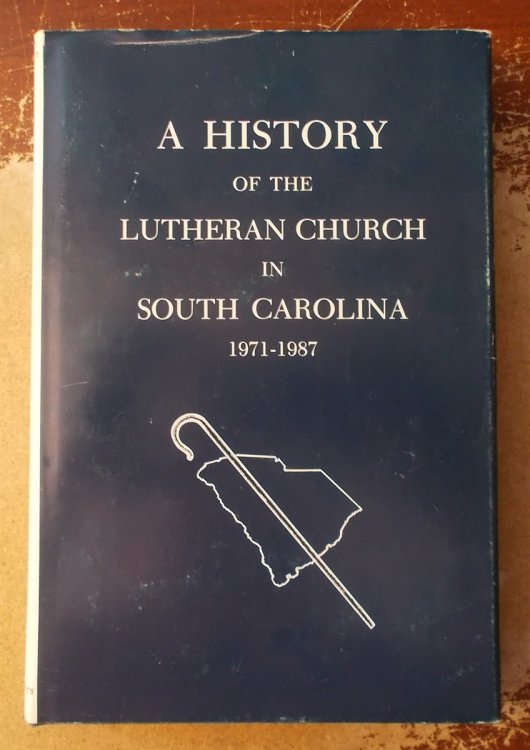 A HISTORY
OF THE
LUTHERAN CHURCH
IN
SOUTH CAROLINA
1971-1987